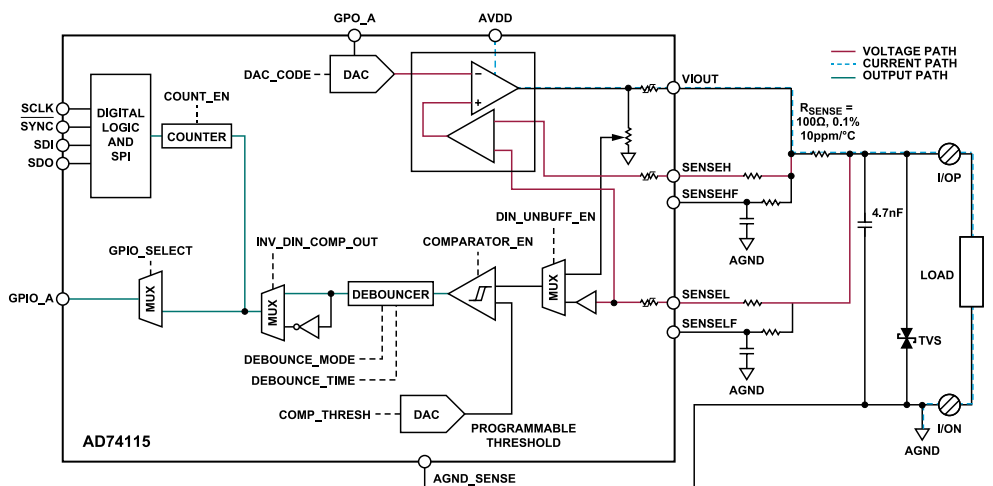 GPO_A
AVDD
VOLTAGE PATH
CURRENT PATH
OUTPUT PATH
DAC_CODE
DAC
−
+
VIOUT
RSENSE =
100Ω, 0.1%
10ppm/°C
COUNT_EN
SCLK
SYNC
SDI
SDO
DIGITAL
LOGIC
AND
SPI
COUNTER
SENSEH
SENSEHF
I/OP
4.7nF
AGND
DIN_UNBUFF_EN
INV_DIN_COMP_OUT
COMPARATOR_EN
GPIO_SELECT
GPIO_A
MUX
MUX
DEBOUNCER
MUX
LOAD
SENSEL
SENSELF
TVS
DEBOUNCE_MODE
DEBOUNCE_TIME
AGND
COMP_THRESH
DAC
PROGRAMMABLE
THRESHOLD
I/ON
AGND
AD74115
AGND_SENSE